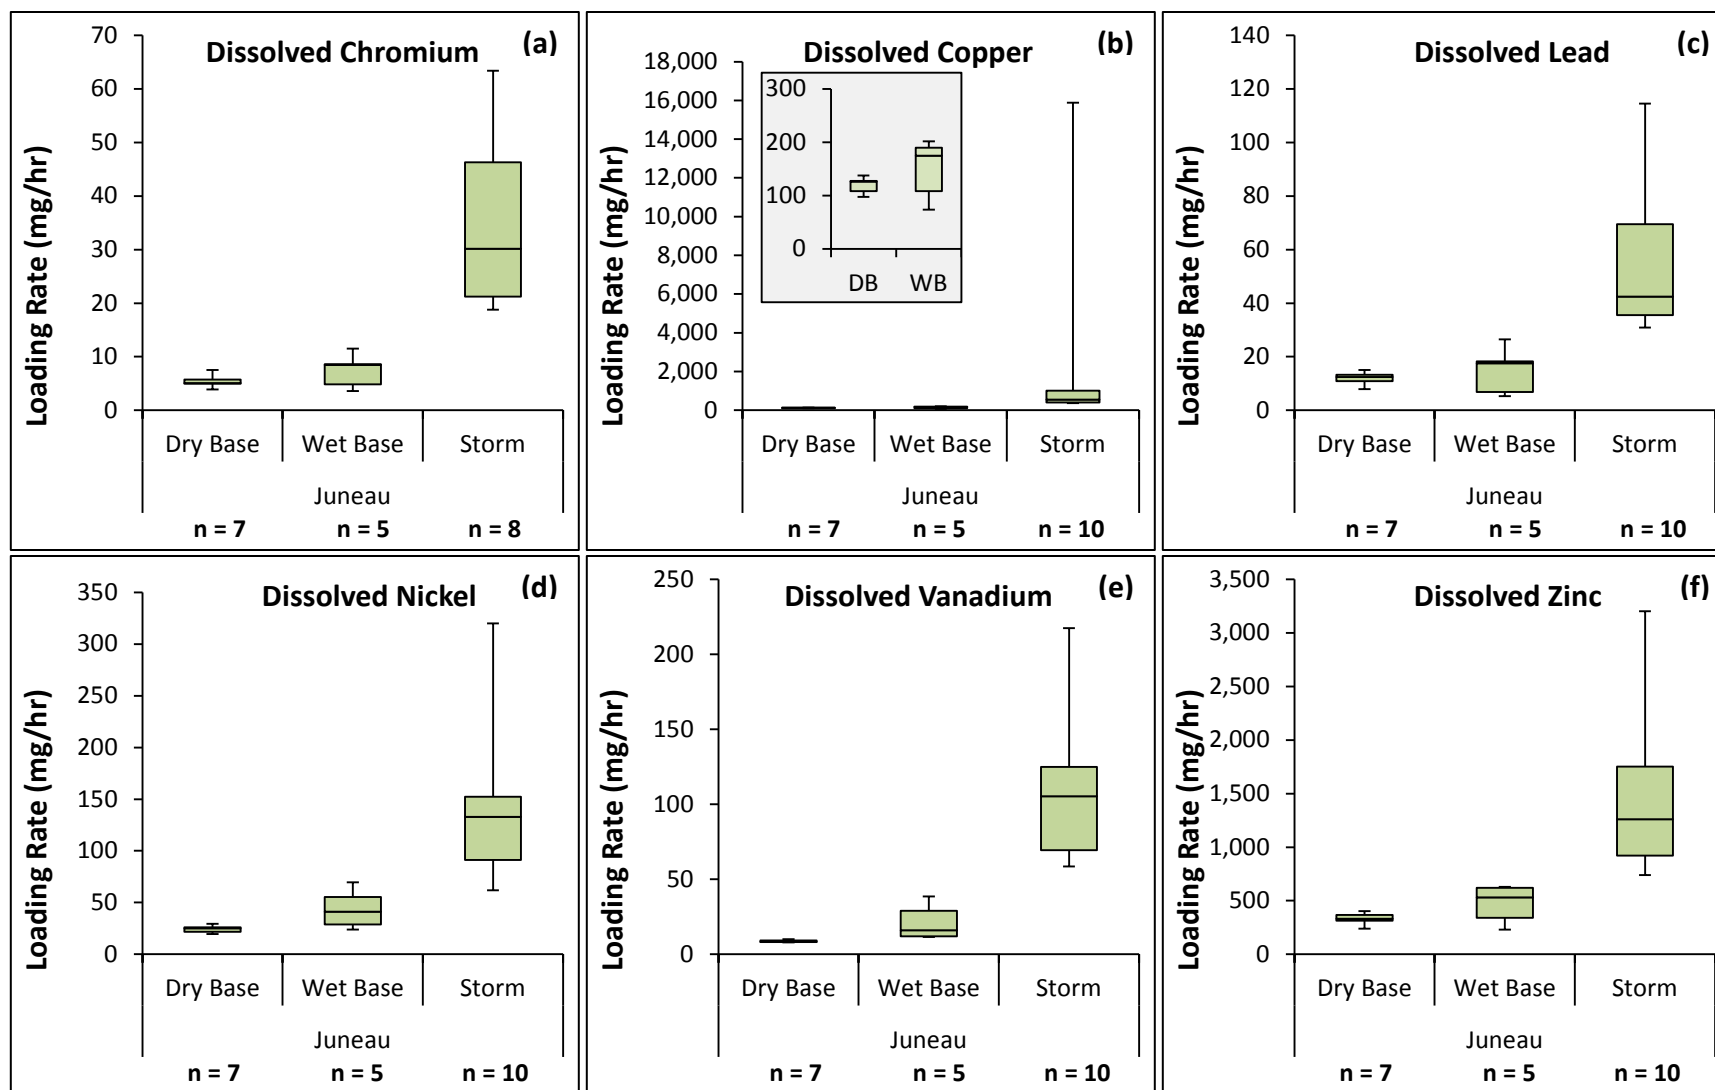 (a)
Dissolved Chromium
Loading Rate (mg/hr)
70
60
50
40
30
20
10
0
Dry Base Wet Base Storm
Juneau
n = 7 n = 5 n = 8
(b)
Dissolved Copper
Loading Rate (mg/hr)
18,000
16,000
14,000
12,000
10,000
8,000
6,000
4,000
2,000
0
300
200
100
0
DB WB
Dry Base Wet Base Storm
Juneau
n = 7 n = 5 n = 10
(c)
Dissolved Lead
Loading Rate (mg/hr)
140
120
100
80
60
40
20
0
Dry Base Wet Base Storm
Juneau
n = 7 n = 5 n = 10
(d)
Dissolved Nickel
Loading Rate (mg/hr)
350
300
250
200
150
100
50
0
Dry Base Wet Base Storm
Juneau
n = 7 n = 5 n = 10
(e)
Dissolved Vanadium
Loading Rate (mg/hr)
250
200
150
100
50
0
Dry Base Wet Base Storm
Juneau
n = 7 n = 5 n = 10
(f)
Dissolved Zinc
Loading Rate (mg/hr)
3,500
3,000
2,500
2,000
1,500
1,000
500
0
Dry Base Wet Base Storm
Juneau
n = 7 n = 5 n = 10